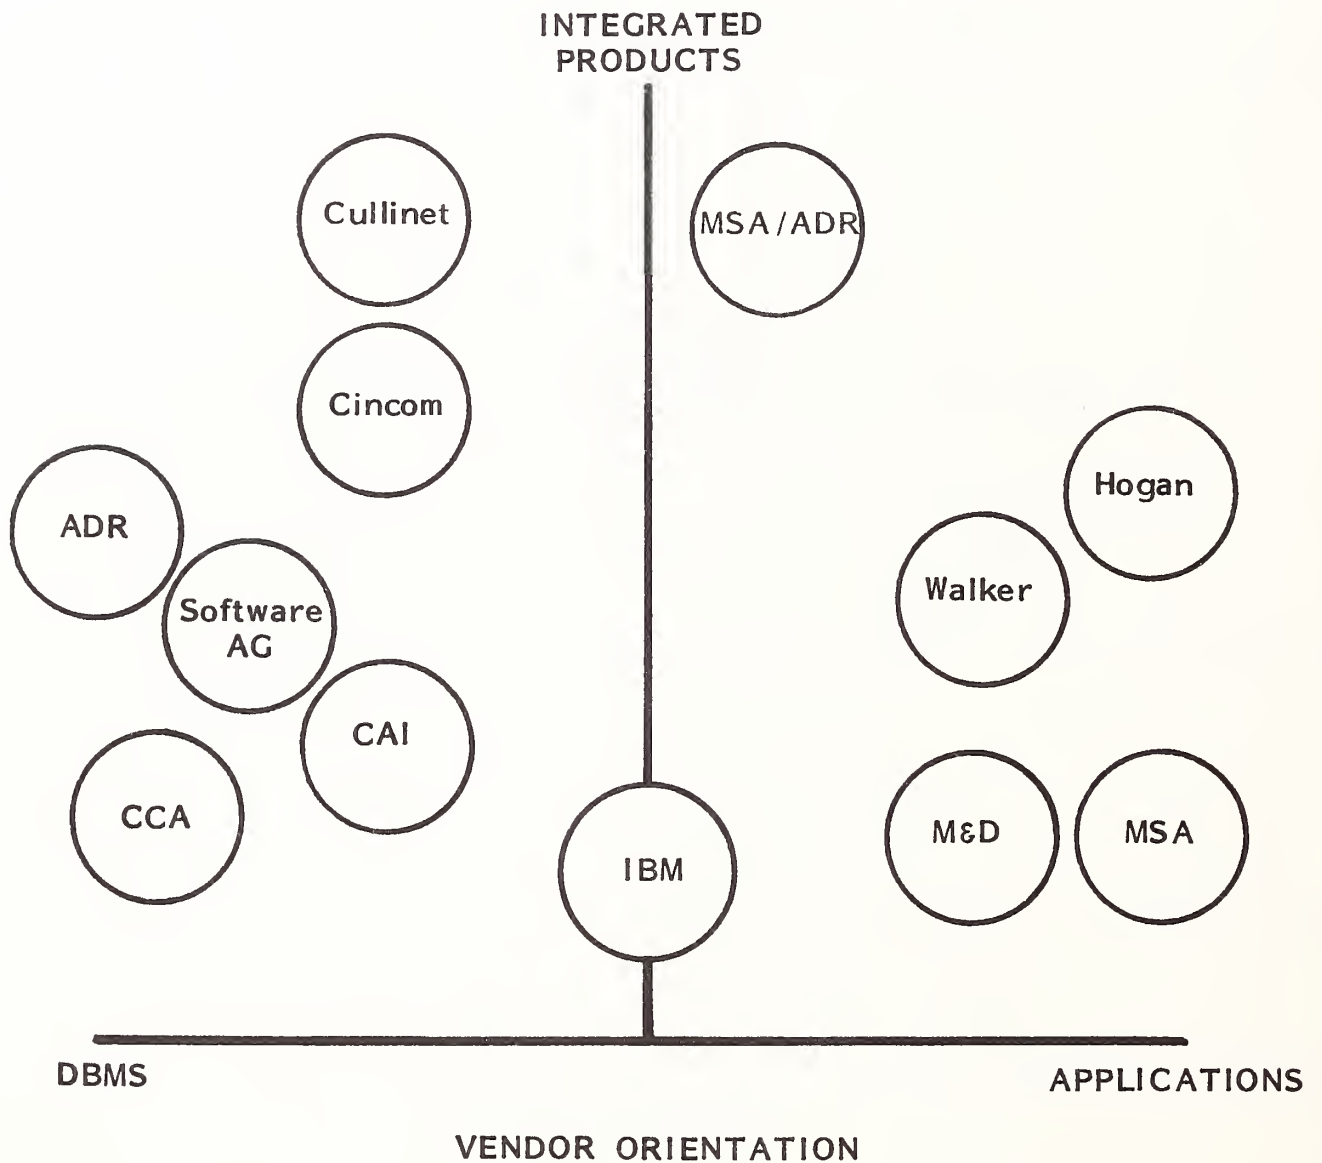 INTEGRATED
PRODUCTS
Cullinet
MSA/ADR
Cincom
Hogan
ADR
Walker
Software
AG
CAI
CCA
M&D
MSA
IBM
DBMS
APPLICATIONS
VENDOR ORIENTATION